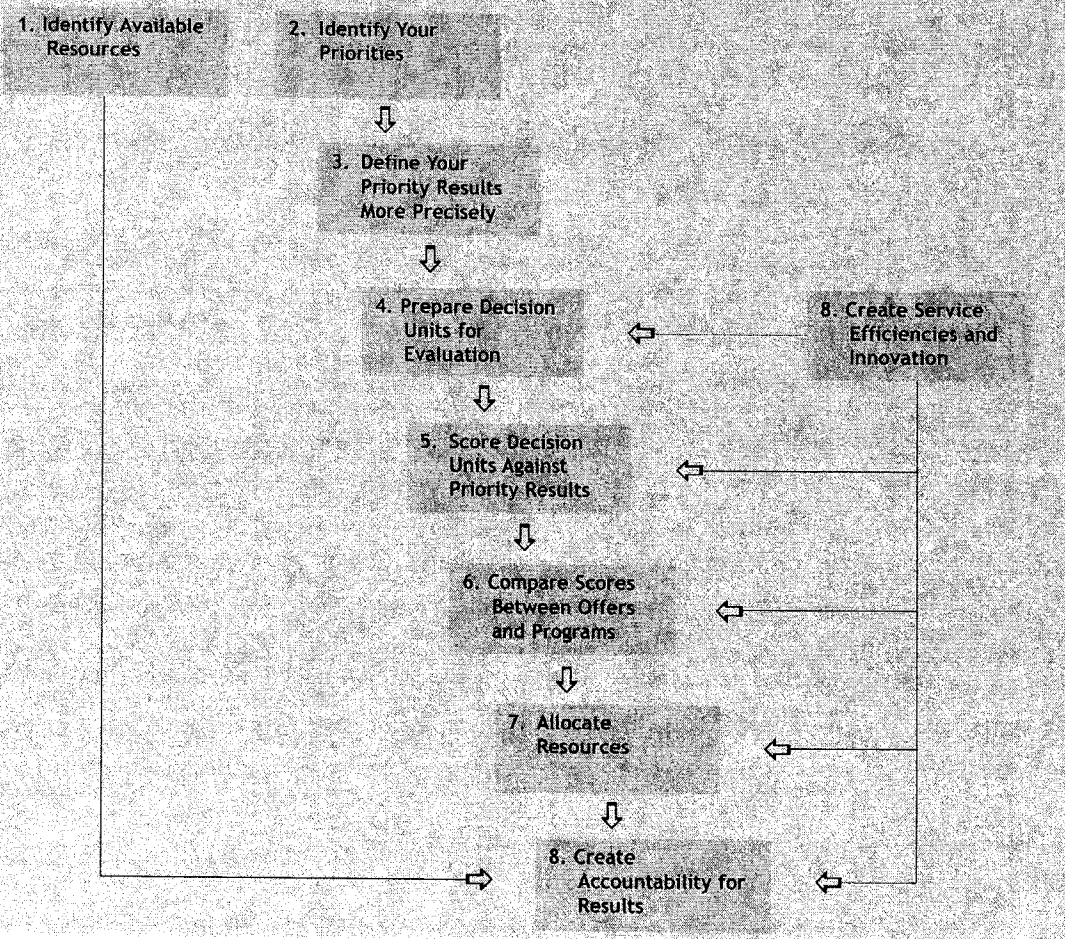 1. Identify Available
Resources
2. Identify Your
Priorities
3. Define Your
Priority Results
More Precisely
4. Prepare Decision
Units for
Evaluation
8. Create Service
Efficiencies and
Innovation
5. Score Decision
Units Against
Priority Results
6. Compare Scores
Between Offers
and Programs
7. Allocate
Resources
8. Create
Accountability for
Results